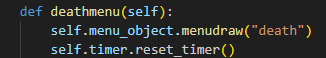 def deathmenu(self):
    self.menu_object.menudraw("death")
    self.timer.reset_timer()